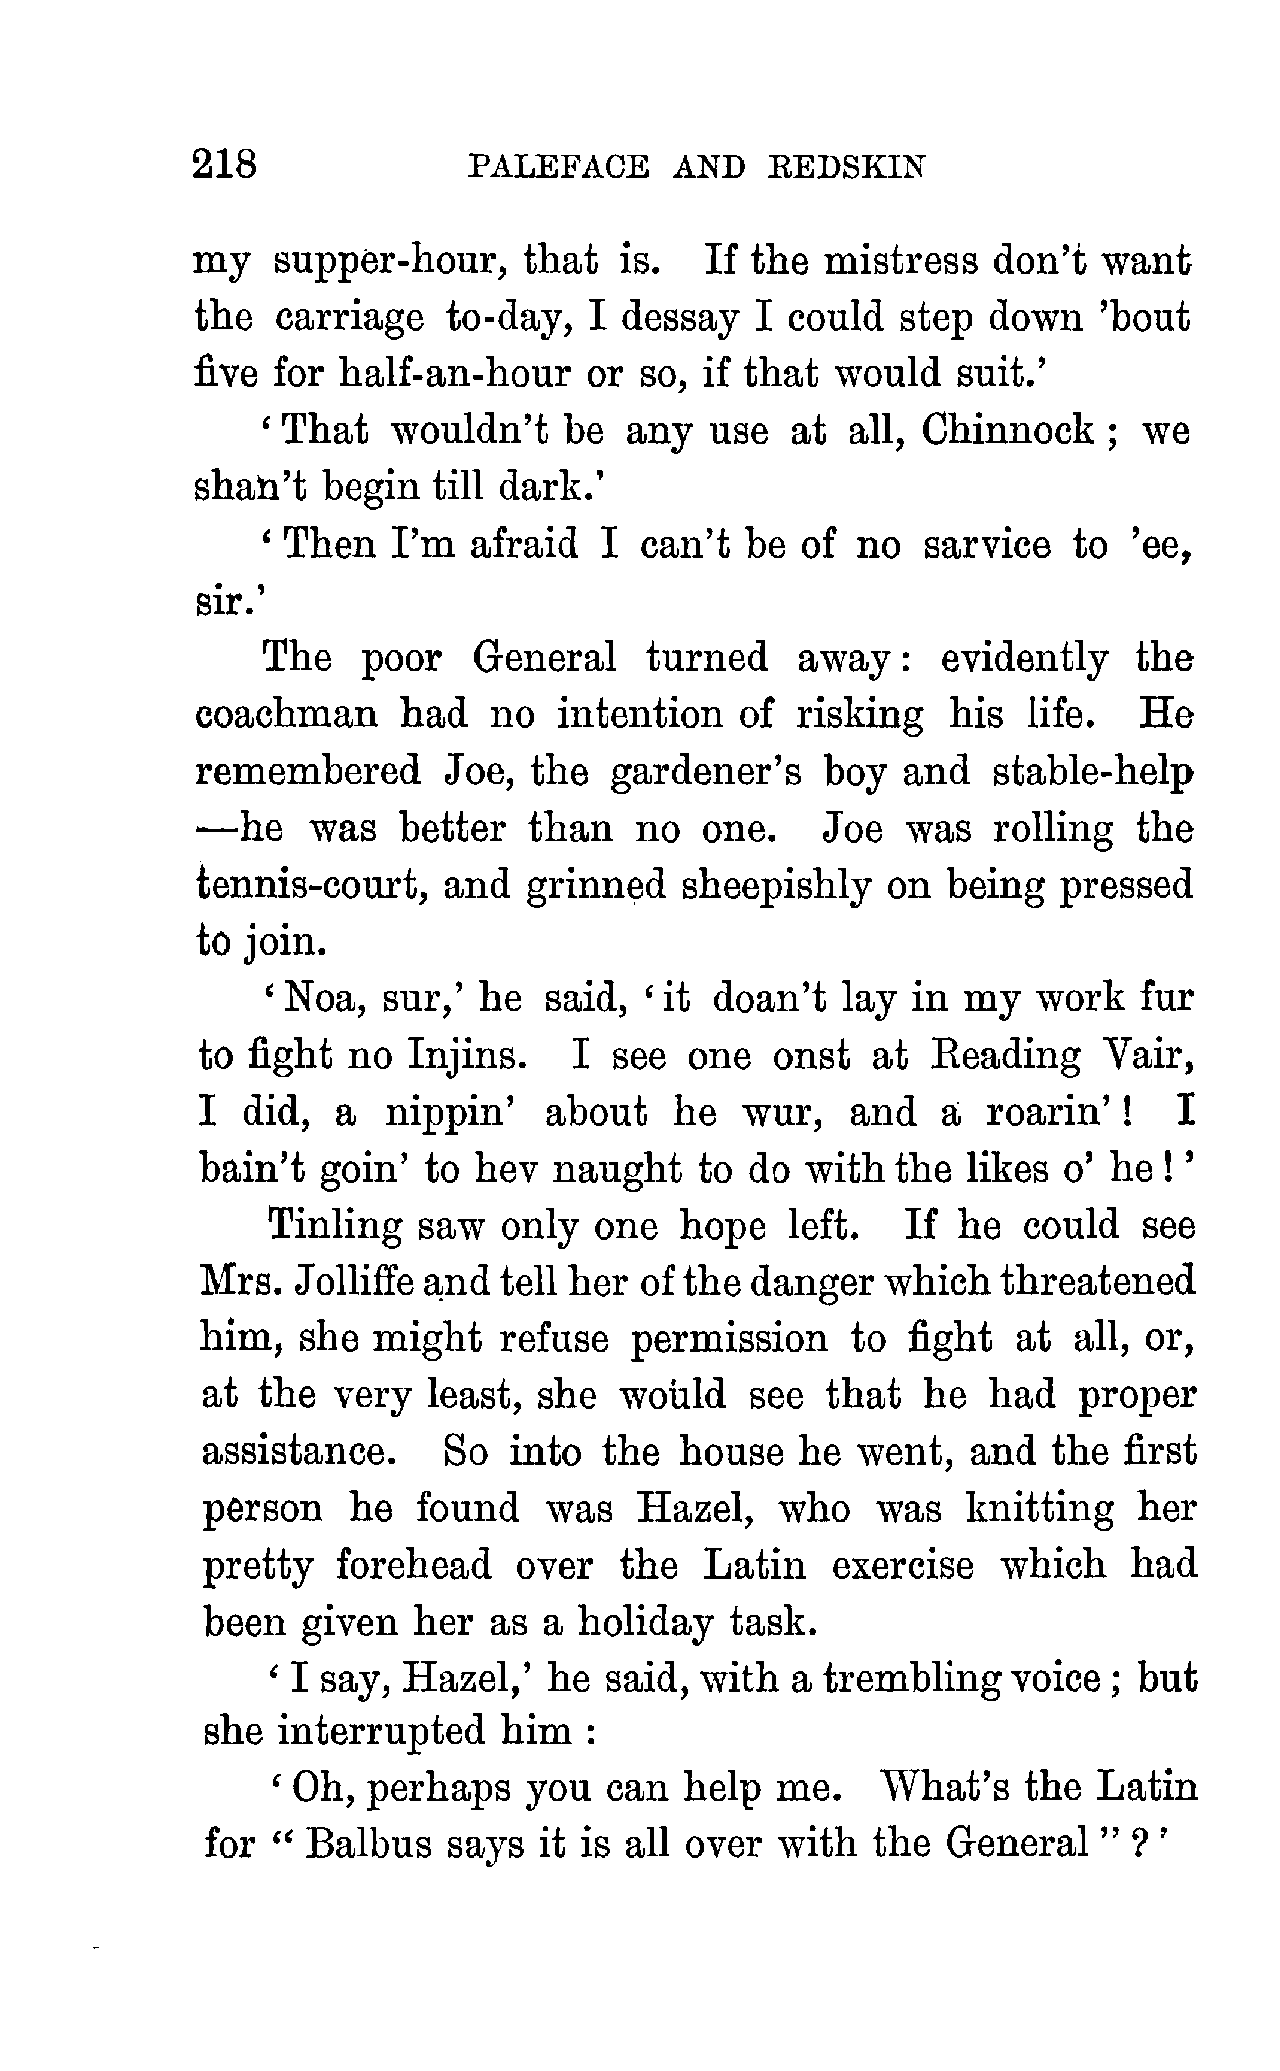 218 PALEFACE AND REDSKIN
my supper-hour, that is. If the mistress don't want
the carriage to-day, I dessay I could step down 'bout
five for half-an-hour or so, if that would suit.'
' That wouldn't be any use at all, Chinnock ; we
shan't begin till dark.'
' Then I'm afraid I can't be of no sarvice to 'ee,
sir.'
The poor General turned away : evidently the
coachman had no intention of risking his life. He
remembered Joe, the gardener's boy and stable-help
—he was better than no one. Joe was rolling the
tennis-court, and grinned sheepishly on being pressed
to join.
' Noa, sur,' he said, ' it doan't lay in my work fur
to fight no Injins. I see one onst at Reading Vair,
I did, a nippin' about he wur, and a roarin' ! I
bain't goin' to hev naught to do with the likes o' he ! '
Tinling saw only one hope left. If he could see
Mrs. Jolliffe and tell her of the danger which threatened
him, she might refuse permission to fight at all, or,
at the very least, she would see that he had proper
assistance. So into the house he went, and the first
person he found was Hazel, who was knitting her
pretty forehead over the Latin exercise which had
been given her as a holiday task.
' I say, Hazel,' he said, with a trembling voice ; but
she interrupted him :
' Oh, perhaps you can help me. What's the Latin
for " Balbus says it is all over with the General " ? '